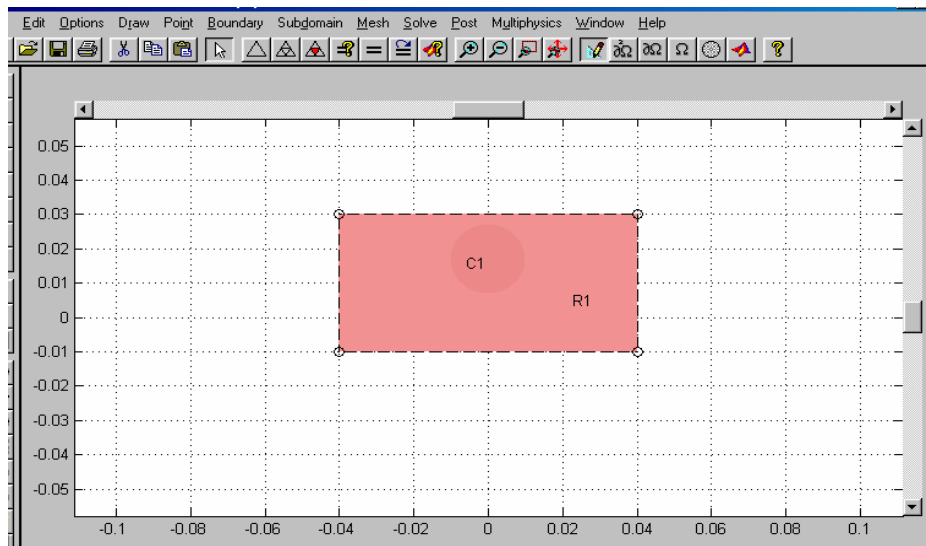 Edit Options Draw Point Boundary Subdomain Mesh Solve Post Multiphysics Window Help
? = ≅ ? ∂²Ω ∂Ω Ω ?
0.05
0.04
0.03
0.02
C1
0.01
R1
0
-0.01
-0.02
-0.03
-0.04
-0.05
-0.1 -0.08 -0.06 -0.04 -0.02 0 0.02 0.04 0.06 0.08 0.1